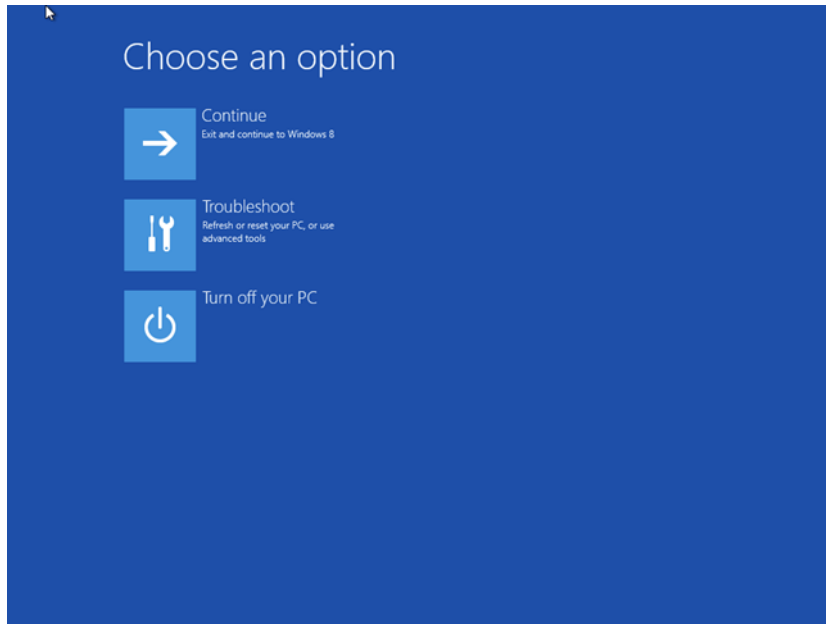 Choose an option
Continue
Exit and continue to Windows 8
Troubleshoot
Refresh or reset your PC, or use
advanced tools
Turn off your PC